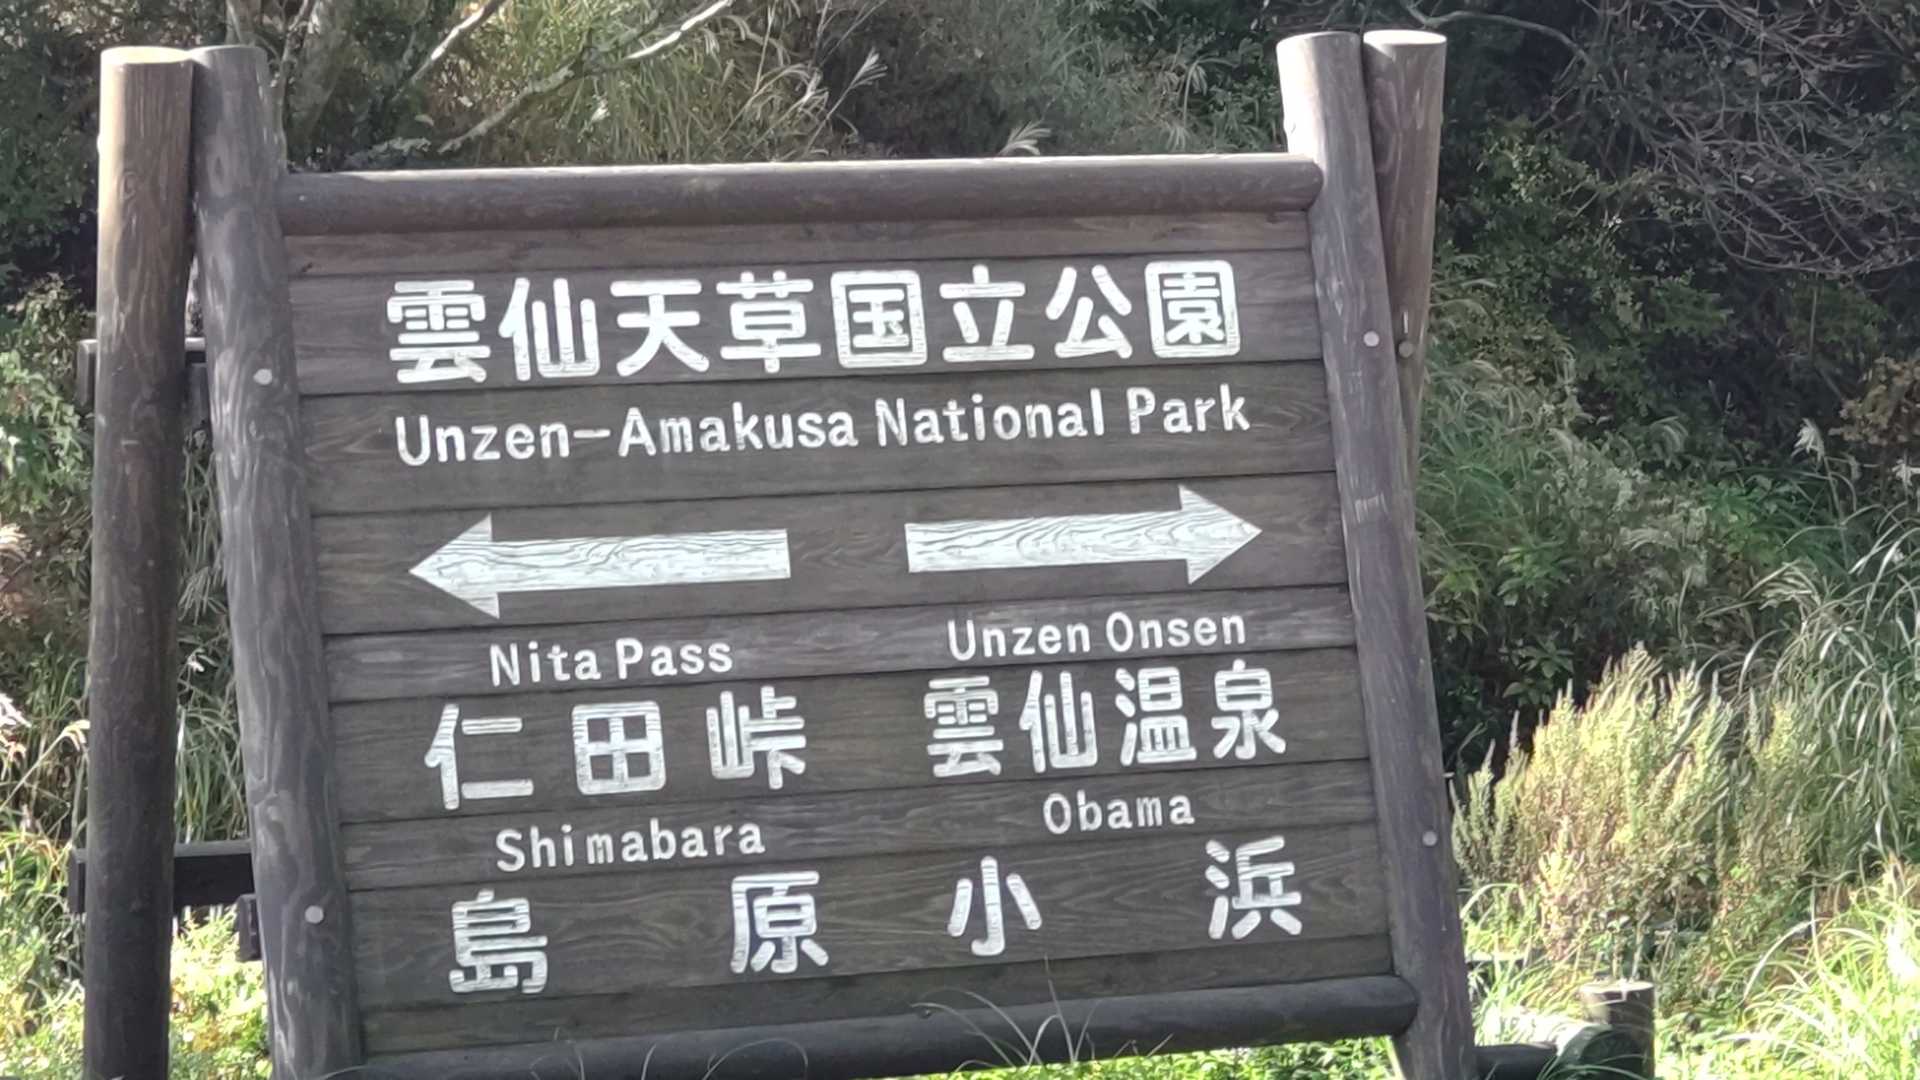 雲仙天草国立公園
Unzen-Amakusa National Park
Nita Pass
仁田峠
Shimabara
島原
Unzen Onsen
雲仙温泉
Obama
小浜